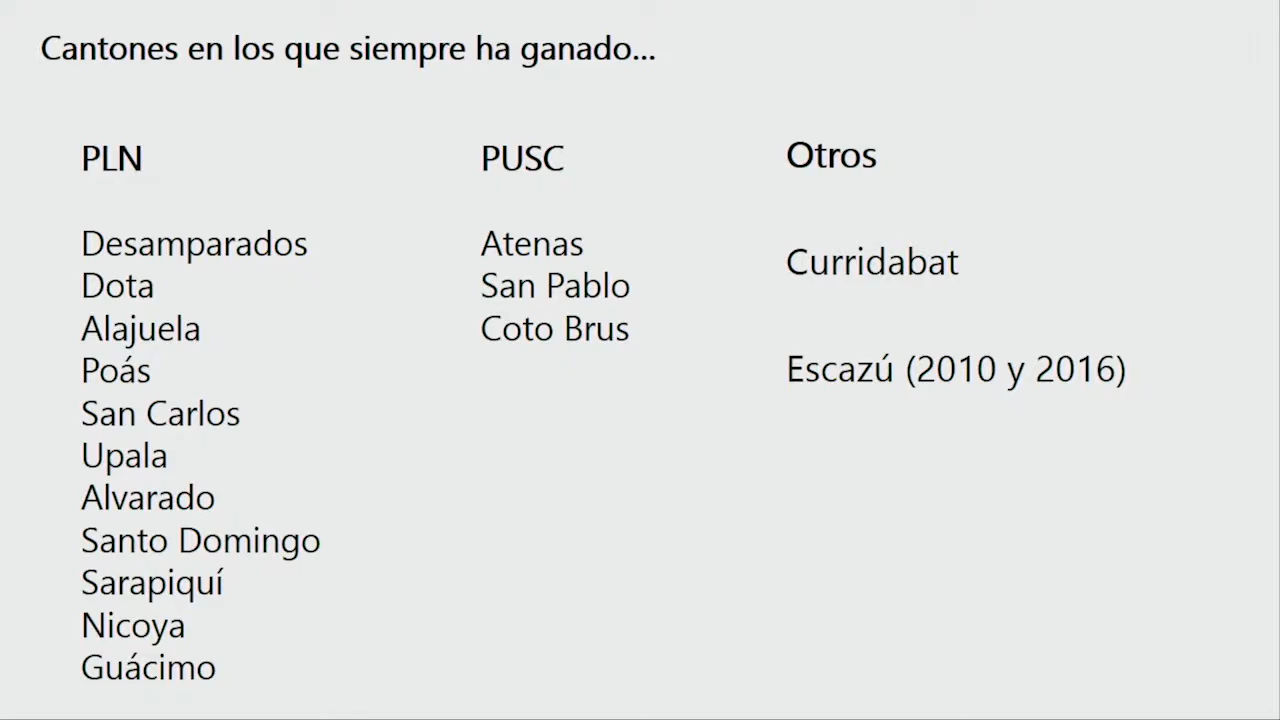 Cantones en los que siempre ha ganado...
PLN
Desamparados
Dota
Alajuela
Poás
San Carlos
Upala
Alvarado
Santo Domingo
Sarapiquí
Nicoya
Guácimo
PUSC
Atenas
San Pablo
Coto Brus
Otros
Curridabat
Escazú (2010 y 2016)